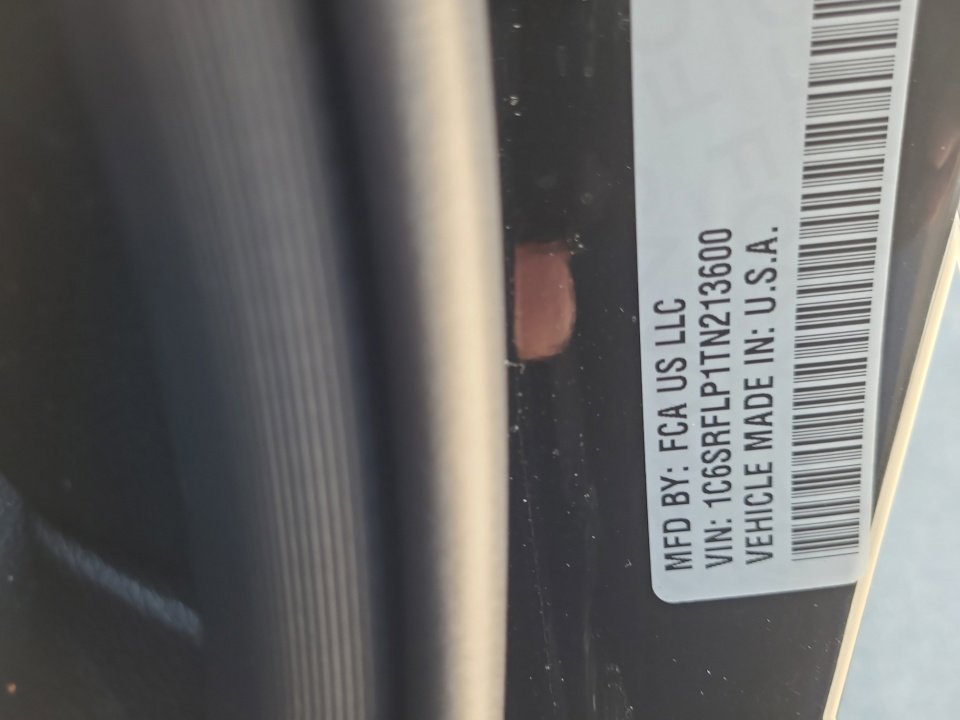 MFD BY: FCA US LLC
VIN: 1C6SRFLP1TN213600
VEHICLE MADE IN: U.S.A.